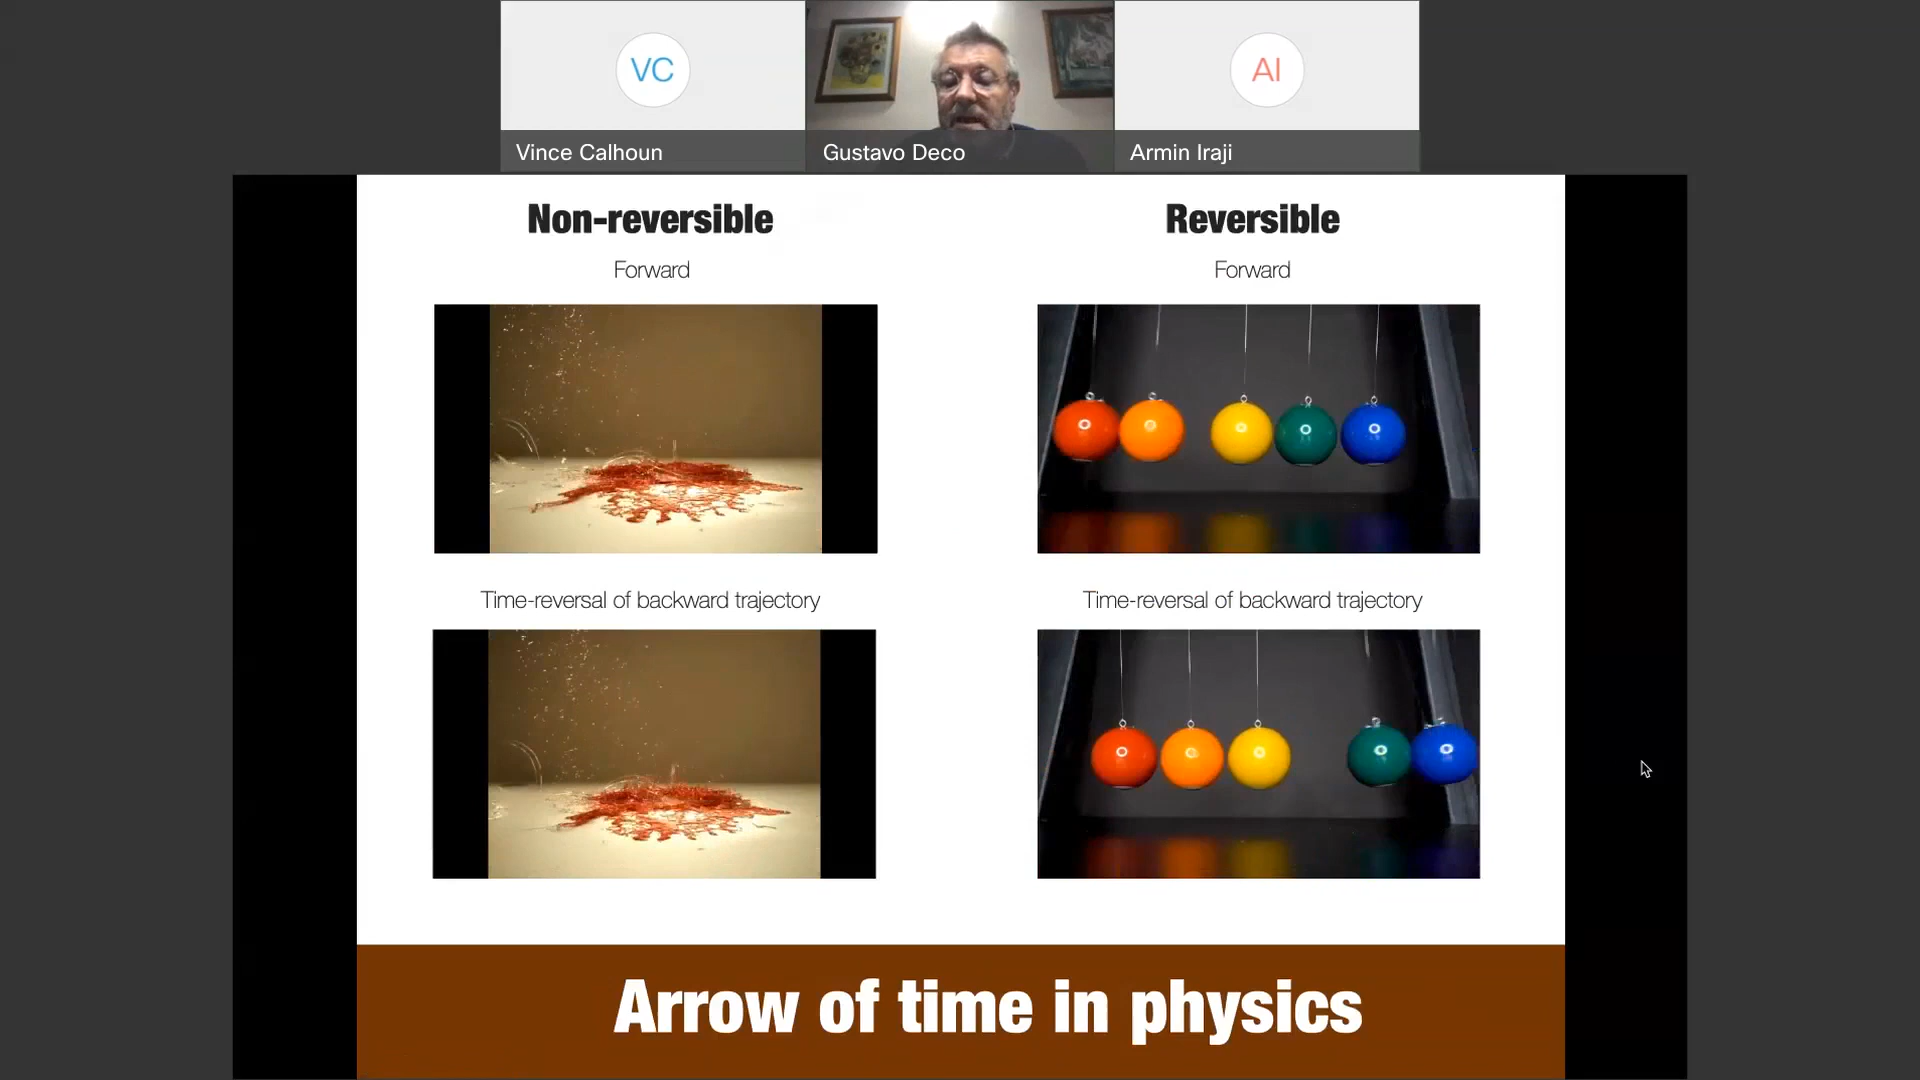 VC
AI
Vince Calhoun
Gustavo Deco
Armin Iraji
Non-reversible
Reversible
Forward
Forward
Time-reversal of backward trajectory
Time-reversal of backward trajectory
Arrow of time in physics